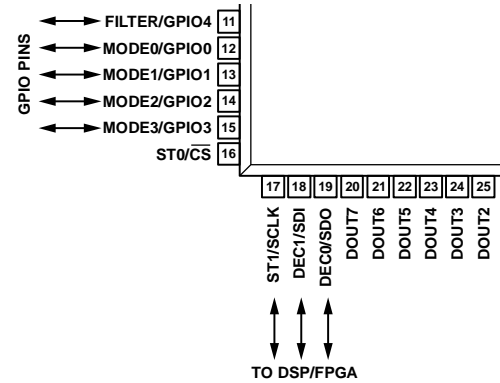 GPIO PINS
FILTER/GPIO4 11
MODE0/GPIO0 12
MODE1/GPIO1 13
MODE2/GPIO2 14
MODE3/GPIO3 15
ST0/C̅S̅ 16
17 18 19 20 21 22 23 24 25
ST1/SCLK
DEC1/SDI
DEC0/SDO
DOUT7
DOUT6
DOUT5
DOUT4
DOUT3
DOUT2
TO DSP/FPGA